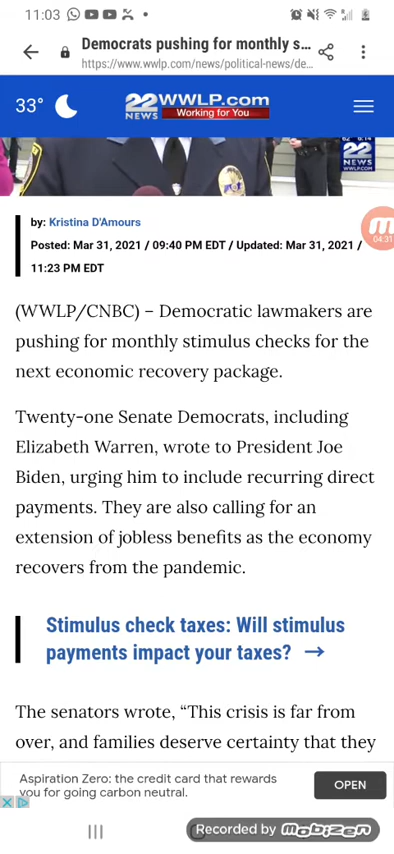 11:03
Democrats pushing for monthly s...
https://www.wwlp.com/news/political-news/de...
33°
22 WWLP.com
NEWS Working for You
22
NEWS
WWLP.COM
by: Kristina D'Amours
Posted: Mar 31, 2021 / 09:40 PM EDT / Updated: Mar 31, 2021 /
11:23 PM EDT
04:31
(WWLP/CNBC) – Democratic lawmakers are
pushing for monthly stimulus checks for the
next economic recovery package.
Twenty-one Senate Democrats, including
Elizabeth Warren, wrote to President Joe
Biden, urging him to include recurring direct
payments. They are also calling for an
extension of jobless benefits as the economy
recovers from the pandemic.
Stimulus check taxes: Will stimulus
payments impact your taxes? →
The senators wrote, “This crisis is far from
over, and families deserve certainty that they
Aspiration Zero: the credit card that rewards
you for going carbon neutral.
OPEN
Recorded by mobizen